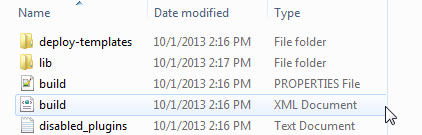 Name Date modified Type
deploy-templates 10/1/2013 2:16 PM File folder
lib 10/1/2013 2:17 PM File folder
build 10/1/2013 2:16 PM PROPERTIES File
build 10/1/2013 2:16 PM XML Document
disabled_plugins 10/1/2013 2:16 PM Text Document